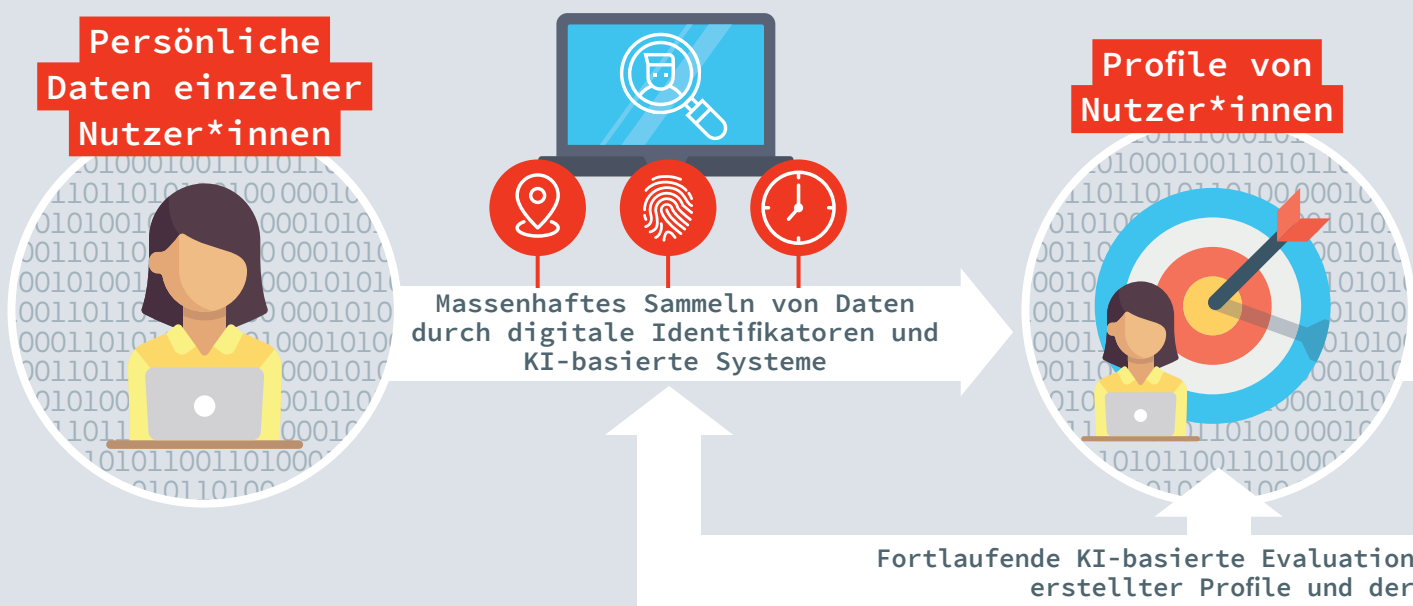 Persönliche
Daten einzelner
Nutzer*innen
Profile von
Nutzer*innen
Massenhaftes Sammeln von Daten
durch digitale Identifikatoren und
KI-basierte Systeme
Fortlaufende KI-basierte Evaluation
erstellter Profile und der